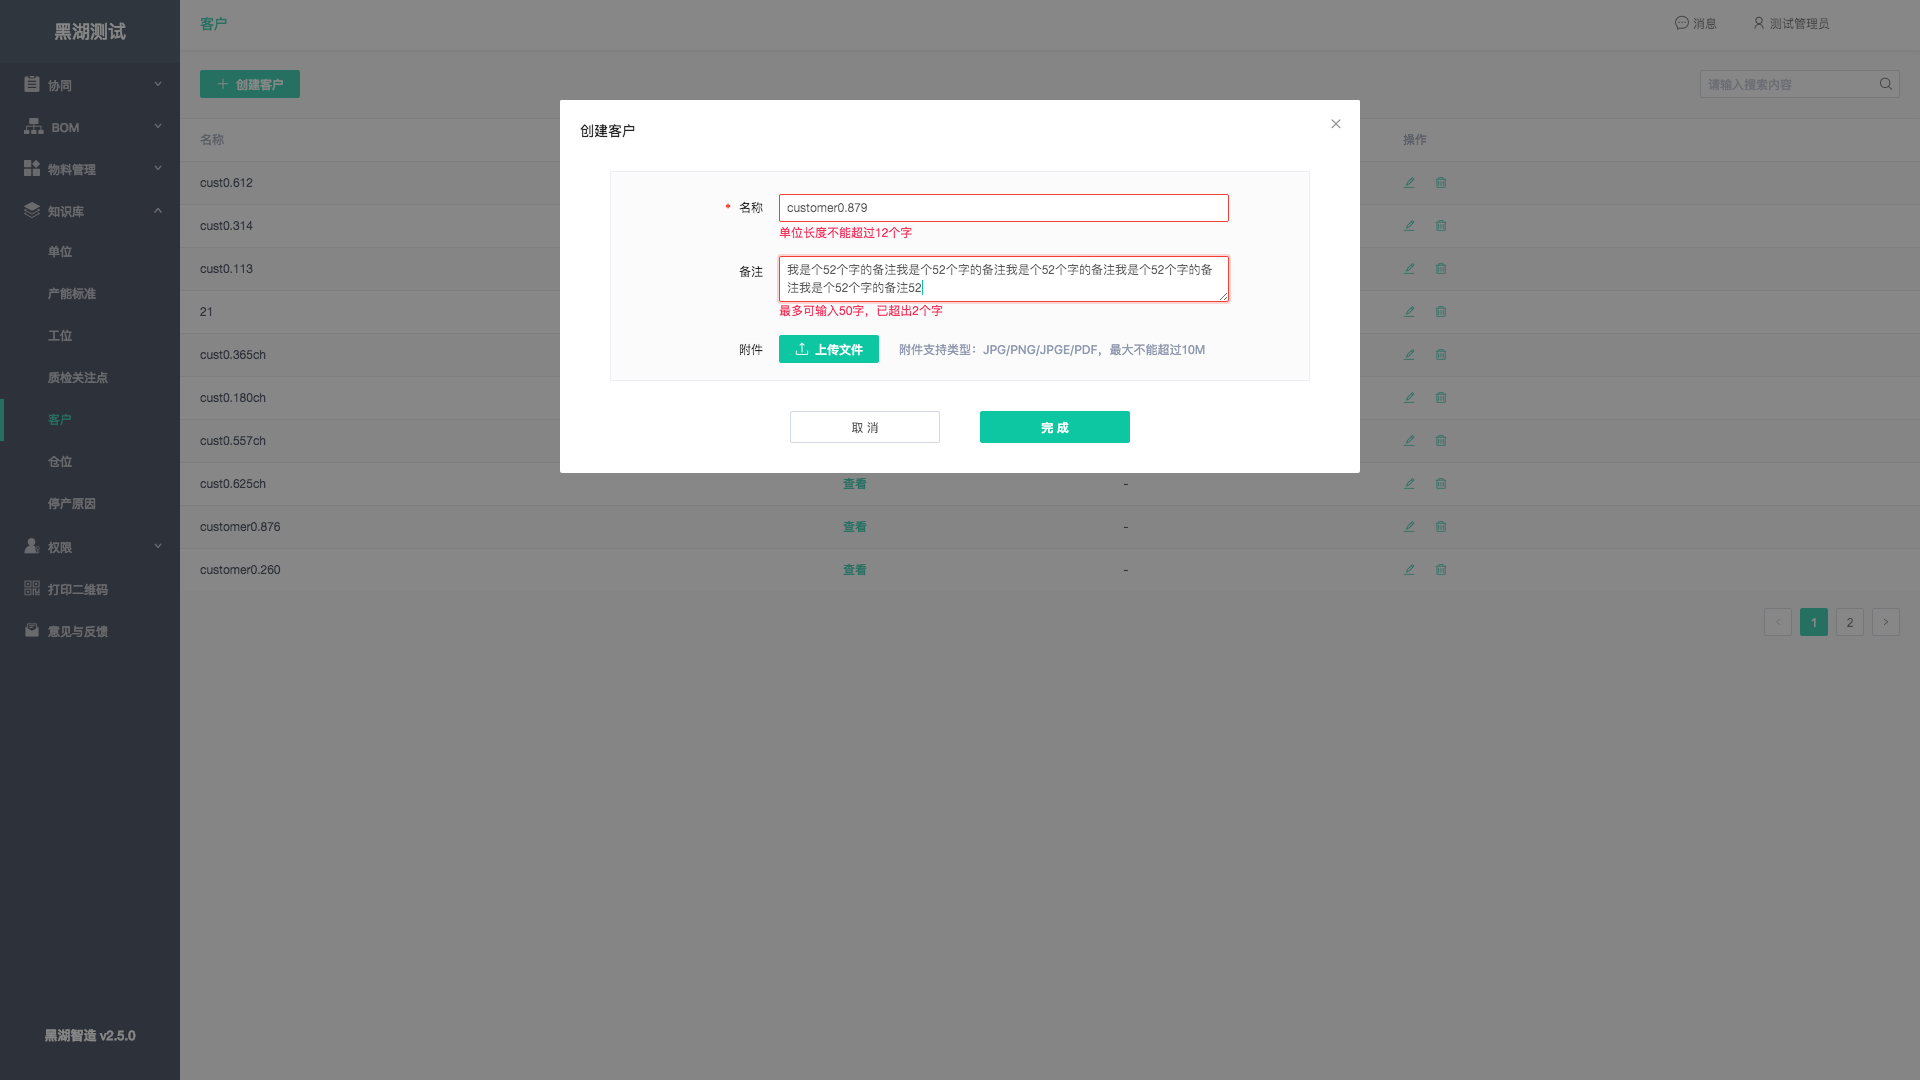 黑湖测试
客户
消息
测试管理员
协同
BOM
物料管理
知识库
单位
产能标准
工位
质检关注点
客户
仓位
停产原因
权限
打印二维码
意见与反馈
黑湖智造 v2.5.0
创建客户
请输入搜索内容
名称
操作
cust0.612
cust0.314
cust0.113
21
cust0.365ch
cust0.180ch
cust0.557ch
cust0.625ch 查看 -
customer0.876 查看 -
customer0.260 查看 -
1 2
创建客户
* 名称 customer0.879
单位长度不能超过12个字
备注 我是个52个字的备注我是个52个字的备注我是个52个字的备注我是个52个字的备
注我是个52个字的备注52
最多可输入50字，已超出2个字
附件 上传文件 附件支持类型：JPG/PNG/JPGE/PDF，最大不能超过10M
取 消 完 成